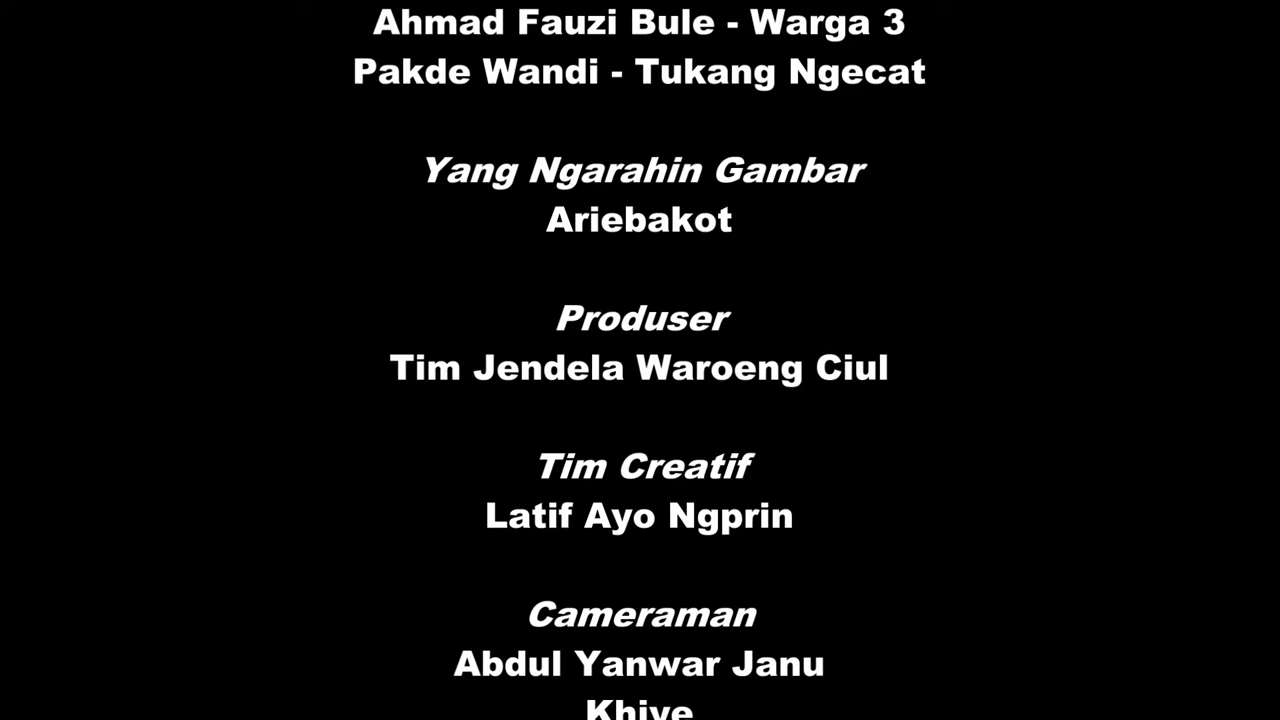 Ahmad Fauzi Bule - Warga 3
Pakde Wandi - Tukang Ngecat
Yang Ngarahin Gambar
Ariebakot
Produser
Tim Jendela Waroeng Ciul
Tim Creatif
Latif Ayo Ngprin
Cameraman
Abdul Yanwar Janu